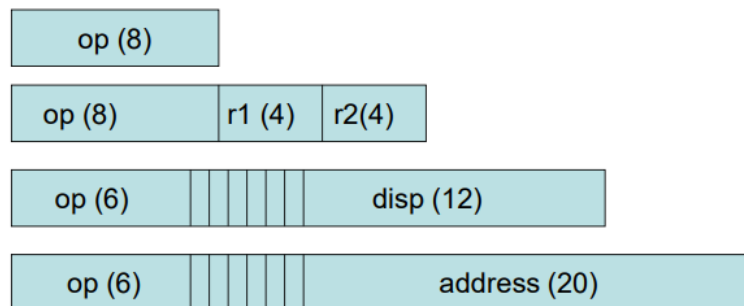 op (8)
op (8) r1 (4) r2(4)
op (6) disp (12)
op (6) address (20)